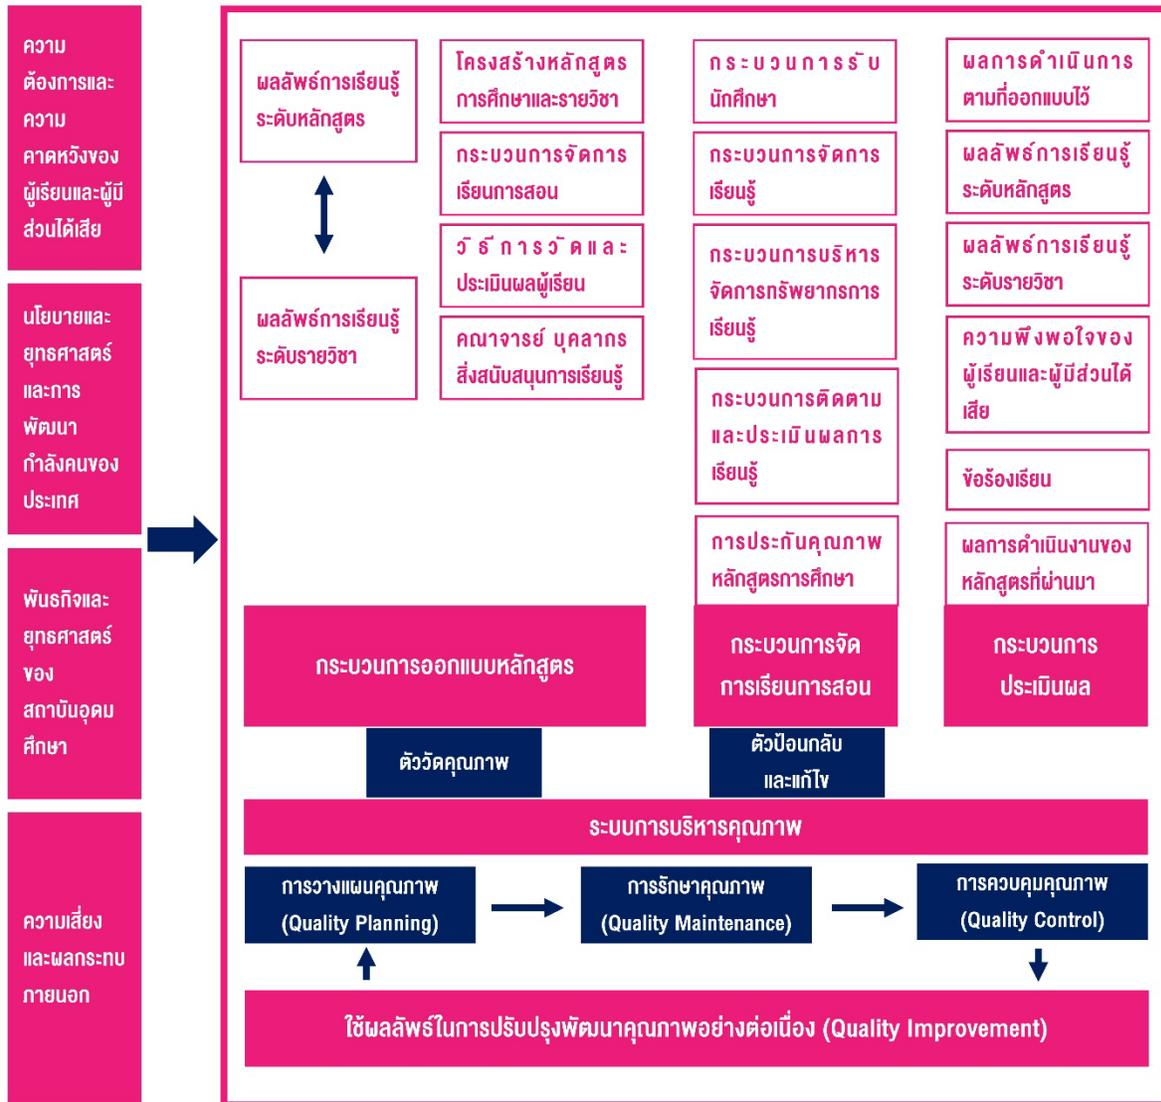 ความ
ต้องการและ
ความ
คาดหวังของ
ผู้เรียนและผู้มี
ส่วนได้เสีย
นโยบายและ
ยุทธศาสตร์
และการ
พัฒนา
กำลังคนของ
ประเทศ
พันธกิจและ
ยุทธศาสตร์
ของ
สถาบันอุดม
ศึกษา
ความเสี่ยง
และผลกระทบ
ภายนอก
ผลลัพธ์การเรียนรู้
ระดับหลักสูตร
ผลลัพธ์การเรียนรู้
ระดับรายวิชา
โครงสร้างหลักสูตร
การศึกษาและรายวิชา
กระบวนการจัดการ
เรียนการสอน
วิธีการวัดและ
ประเมินผลผู้เรียน
คณาจารย์ บุคลากร
สิ่งสนับสนุนการเรียนรู้
กระบวนการออกแบบหลักสูตร
กระบวนการรับ
นักศึกษา
กระบวนการจัดการ
เรียนรู้
กระบวนการบริหาร
จัดการทรัพยากรการ
เรียนรู้
กระบวนการติดตาม
และประเมินผลการ
เรียนรู้
การประกันคุณภาพ
หลักสูตรการศึกษา
กระบวนการจัด
การเรียนการสอน
ผลการดำเนินการ
ตามที่ออกแบบไว้
ผลลัพธ์การเรียนรู้
ระดับหลักสูตร
ผลลัพธ์การเรียนรู้
ระดับรายวิชา
ความพึงพอใจของ
ผู้เรียนและผู้มีส่วนได้
เสีย
ข้อร้องเรียน
ผลการดำเนินงานของ
หลักสูตรที่ผ่านมา
กระบวนการ
ประเมินผล
ตัววัดคุณภาพ
ตัวป้อนกลับ
และแก้ไข
ระบบการบริหารคุณภาพ
การวางแผนคุณภาพ
(Quality Planning)
การรักษาคุณภาพ
(Quality Maintenance)
การควบคุมคุณภาพ
(Quality Control)
ใช้ผลลัพธ์ในการปรับปรุงพัฒนาคุณภาพอย่างต่อเนื่อง (Quality Improvement)